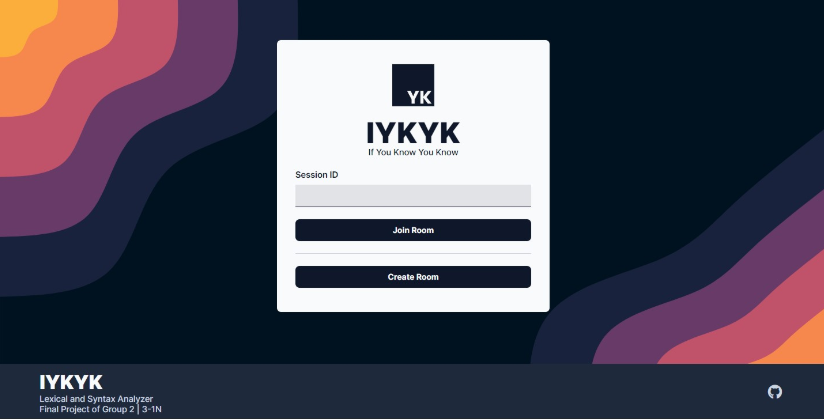 YK
IYKYK
If You Know You Know
Session ID
Join Room
Create Room
IYKYK
Lexical and Syntax Analyzer
Final Project of Group 2 | 3-1N